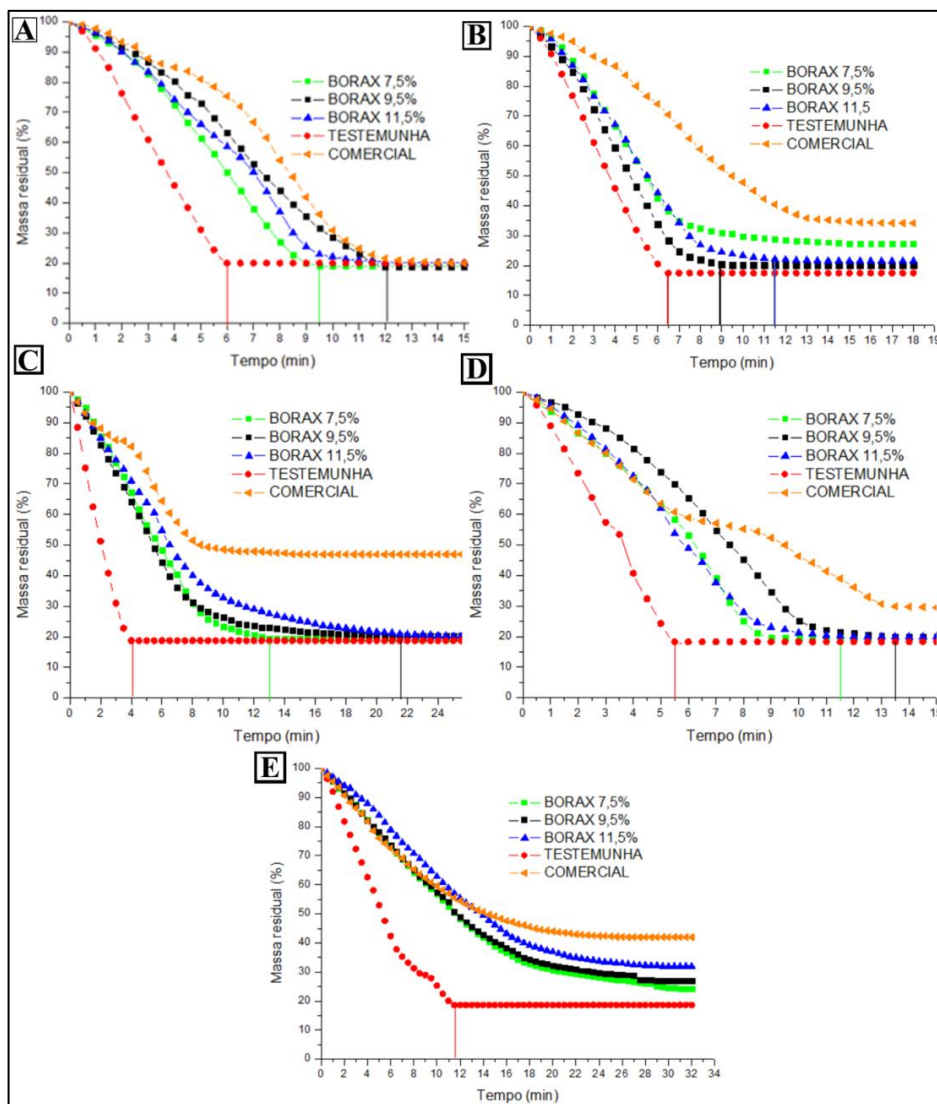 A
Massa residual (%)
100
90
80
70
60
50
40
30
20
10
0
BORAX 7,5%
BORAX 9,5%
BORAX 11,5%
TESTEMUNHA
COMERCIAL
0 1 2 3 4 5 6 7 8 9 10 11 12 13 14 15
Tempo (min)
B
Massa residual (%)
100
90
80
70
60
50
40
30
20
10
0
BORAX 7,5%
BORAX 9,5%
BORAX 11,5
TESTEMUNHA
COMERCIAL
0 1 2 3 4 5 6 7 8 9 10 11 12 13 14 15 16 17 18 19
Tempo (min)
C
Massa residual (%)
100
90
80
70
60
50
40
30
20
10
0
BORAX 7,5%
BORAX 9,5%
BORAX 11,5%
TESTEMUNHA
COMERCIAL
0 2 4 6 8 10 12 14 16 18 20 22 24
Tempo (min)
D
Massa residual (%)
100
90
80
70
60
50
40
30
20
10
0
BORAX 7,5%
BORAX 9,5%
BORAX 11,5%
TESTEMUNHA
COMERCIAL
0 1 2 3 4 5 6 7 8 9 10 11 12 13 14 15
Tempo (min)
E
Massa residual (%)
100
90
80
70
60
50
40
30
20
10
0
BORAX 7,5%
BORAX 9,5%
BORAX 11,5%
TESTEMUNHA
COMERCIAL
0 2 4 6 8 10 12 14 16 18 20 22 24 26 28 30 32 34
Tempo (min)